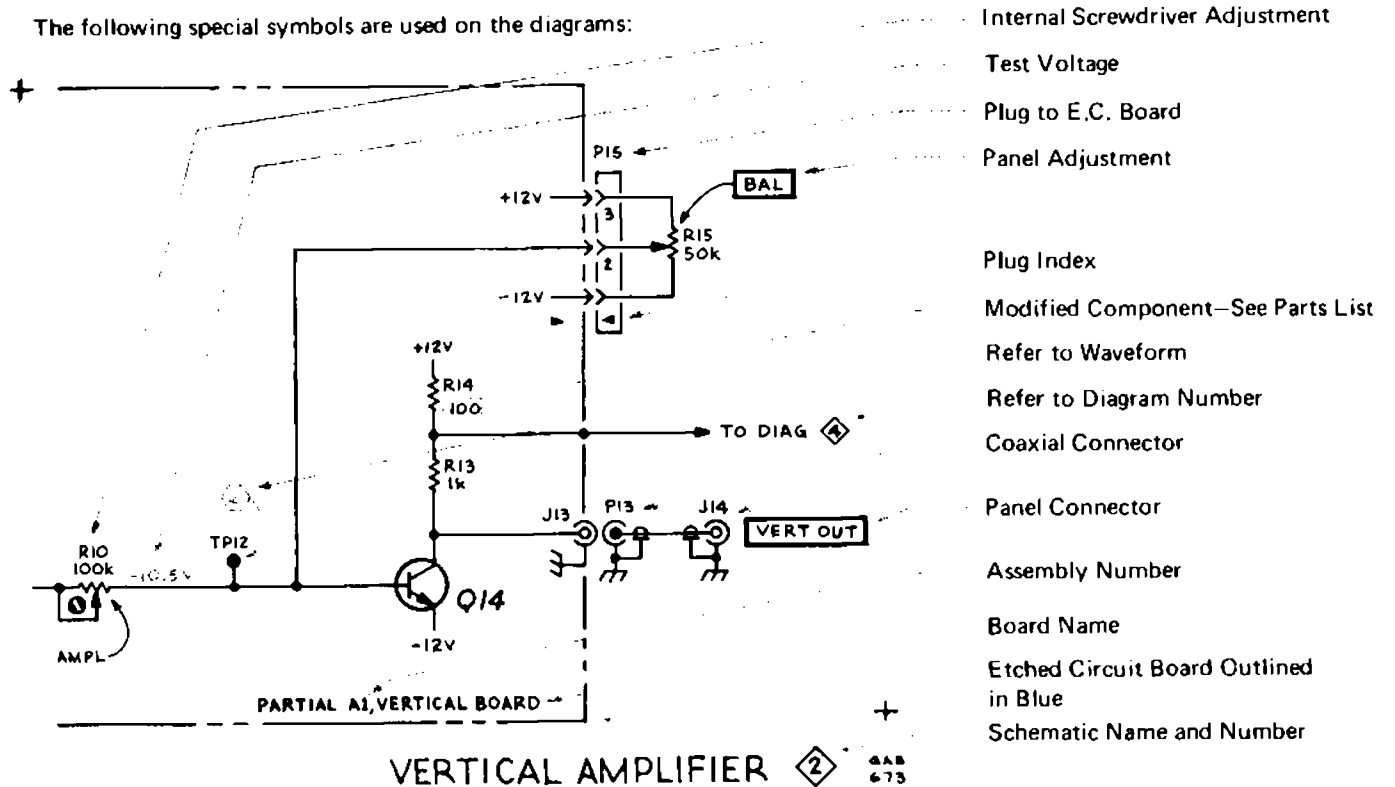 The following special symbols are used on the diagrams:
Internal Screwdriver Adjustment
Test Voltage
Plug to E.C. Board
Panel Adjustment
Plug Index
Modified Component—See Parts List
Refer to Waveform
Refer to Diagram Number
Coaxial Connector
Panel Connector
Assembly Number
Board Name
Etched Circuit Board Outlined
in Blue
Schematic Name and Number
P15
BAL
+12V
3
R15
50k
2
-12V
+12V
R14
100
TO DIAG 4
R13
1k
J13
P13
J14
VERT OUT
TP12
R10
100k
-10.5V
Q14
-12V
AMPL
PARTIAL A1, VERTICAL BOARD
VERTICAL AMPLIFIER 2
673